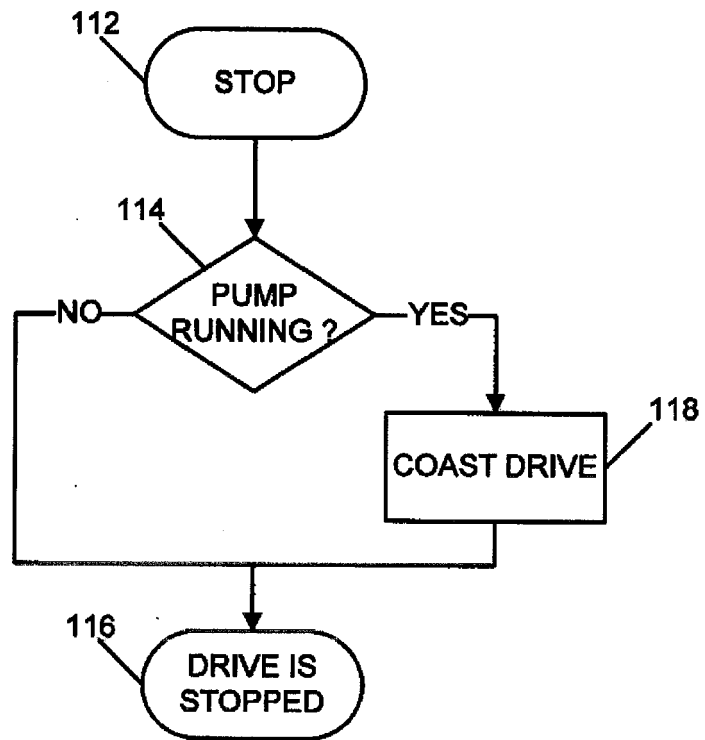 112
STOP
114
PUMP
RUNNING ?
NO
YES
118
COAST DRIVE
116
DRIVE IS
STOPPED